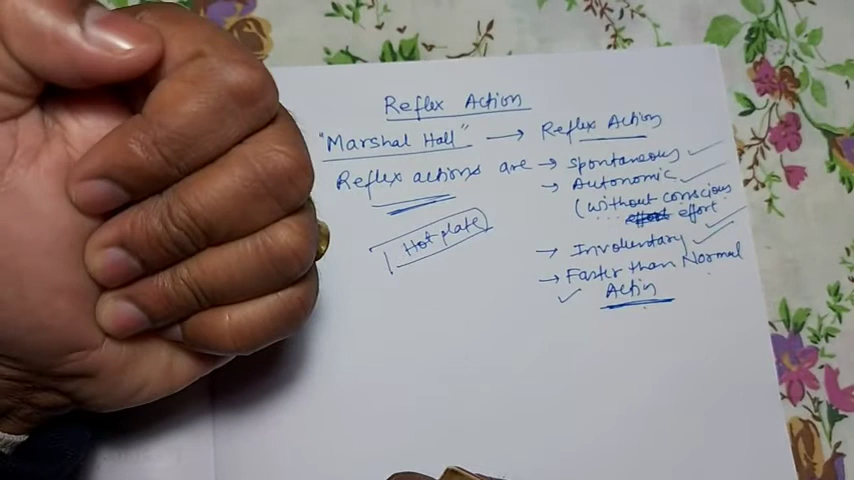 Reflex Action
"Marshal Hall" → Reflex Action
Reflex actions are → spontaneous
→ Autonomic
(without conscious
effort
Hot plate
→ Involuntary
→ Faster than Normal
Action